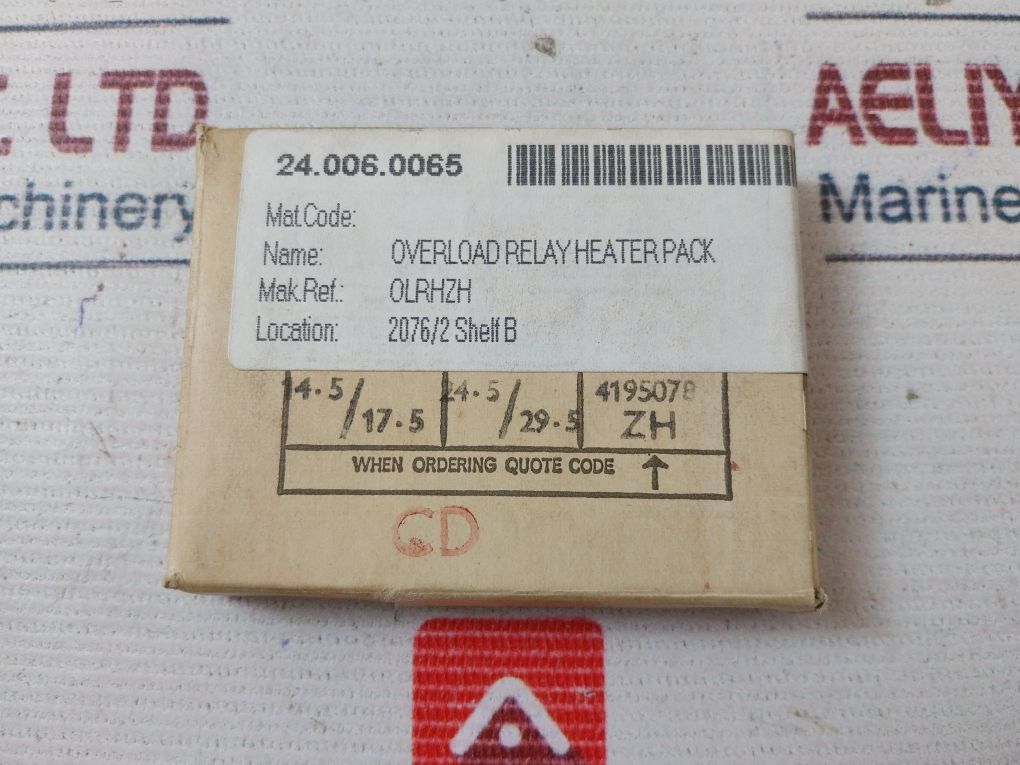 . LTD
AELIY
chinery
Marine
24.006.0065
Mat.Code:
Name: OVERLOAD RELAY HEATER PACK
Mak.Ref.: OLRHZH
Location: 2076/2 Shelf B
14.5/17.5 24.5/29.5 4195078 ZH
WHEN ORDERING QUOTE CODE ↑
CD